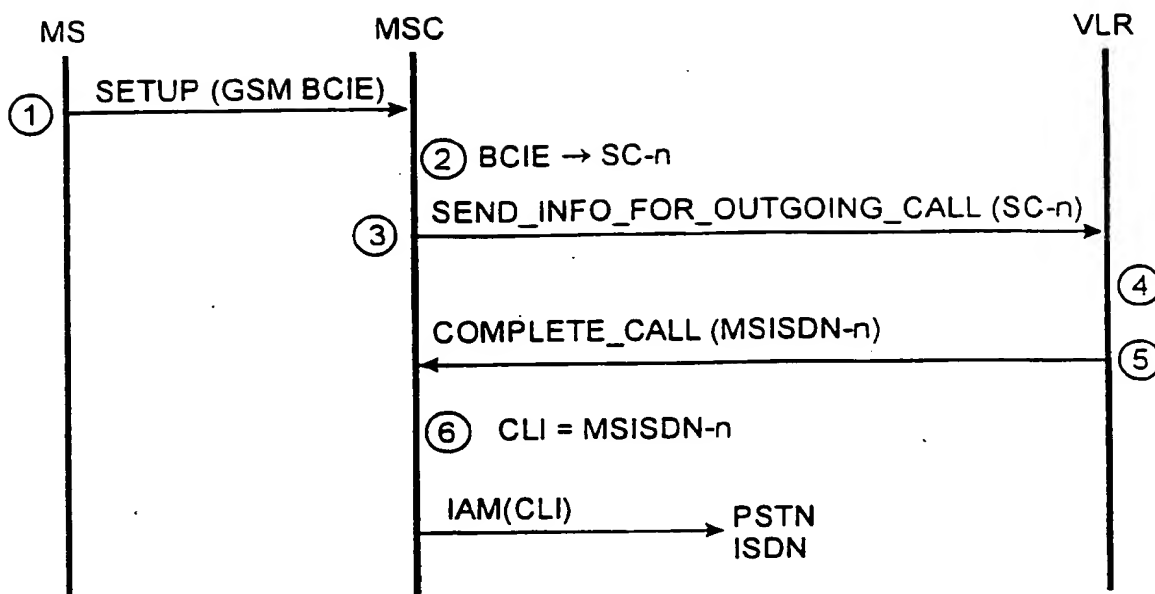 MS MSC VLR
① SETUP (GSM BCIE)
② BCIE → SC-n
③ SEND_INFO_FOR_OUTGOING_CALL (SC-n)
④
COMPLETE_CALL (MSISDN-n)
⑤
⑥ CLI = MSISDN-n
IAM(CLI) PSTN
ISDN